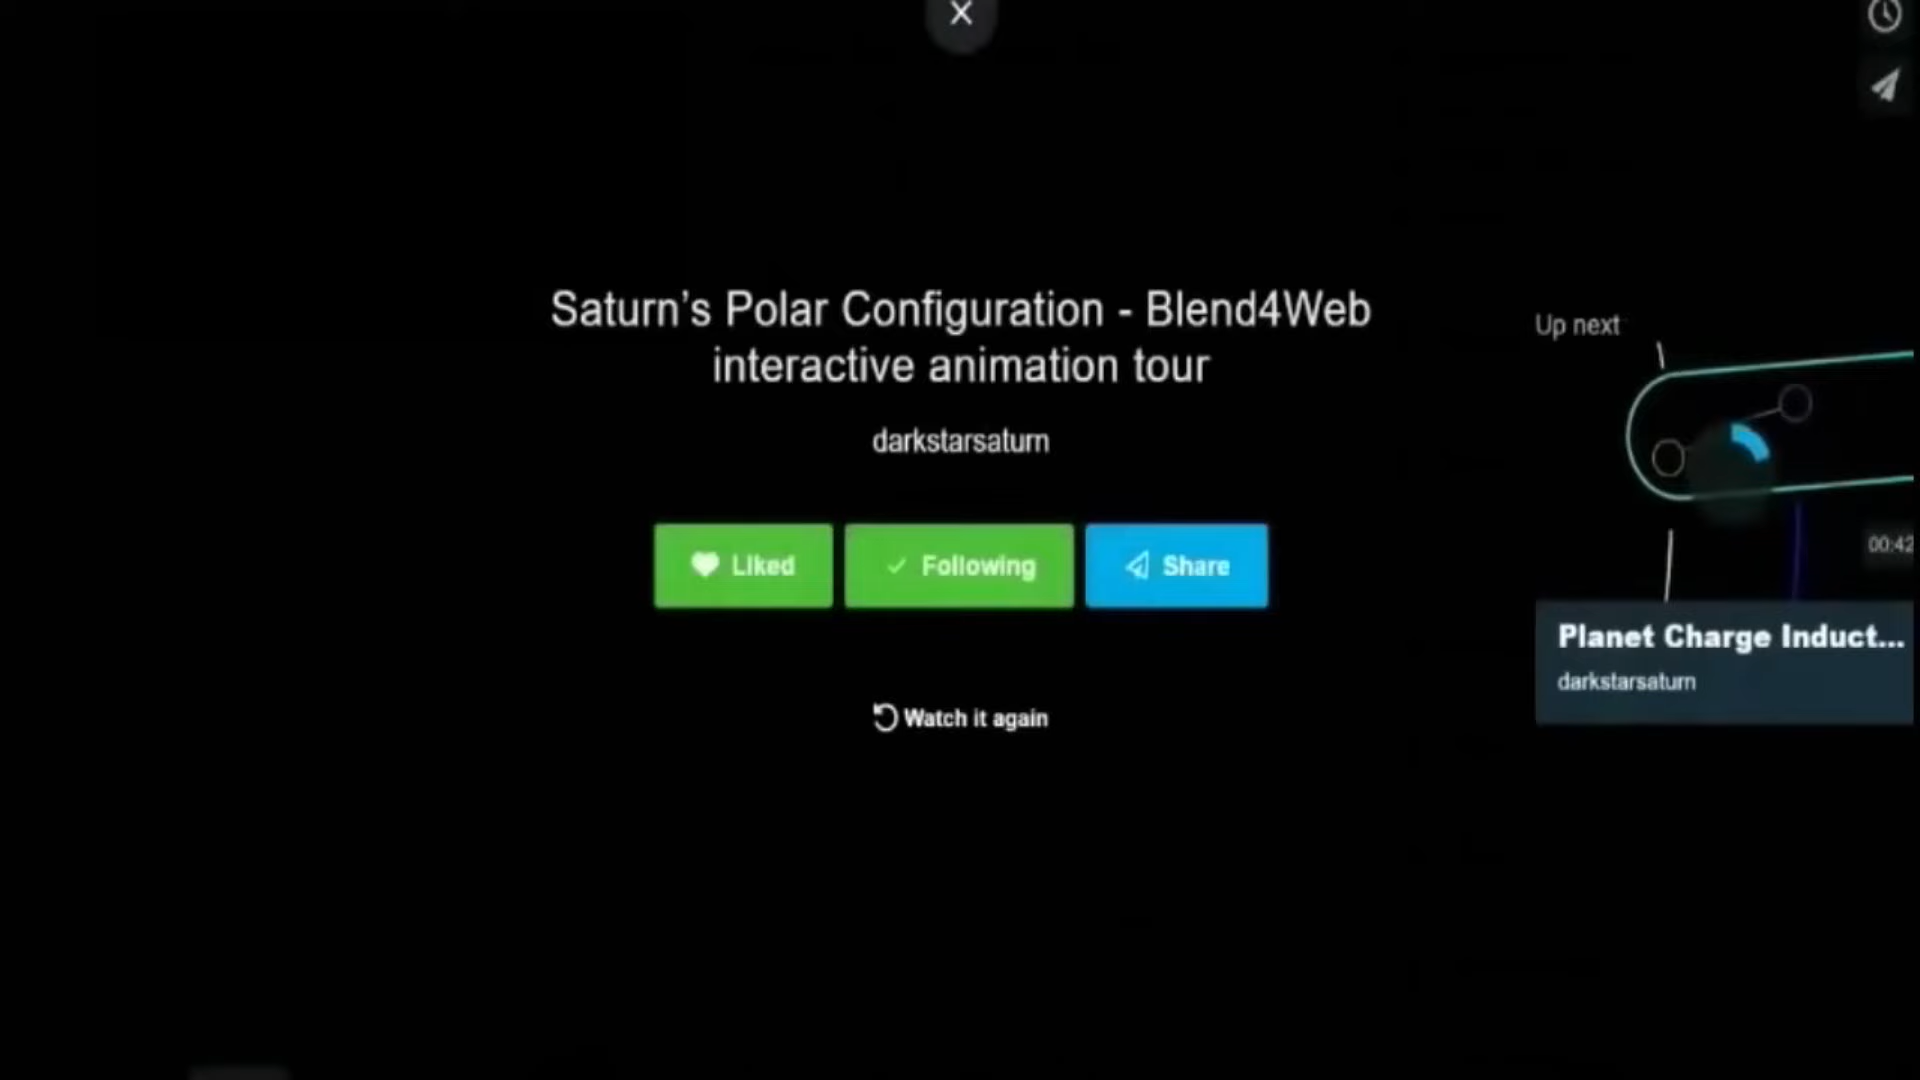 Saturn’s Polar Configuration - Blend4Web
interactive animation tour
darkstarsaturn
Liked
Following
Share
Watch it again
Up next
00:42
Planet Charge Induct...
darkstarsaturn